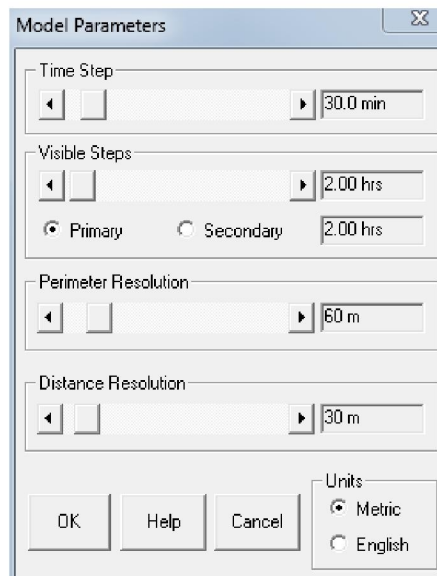 Model Parameters
Time Step
30.0 min
Visible Steps
2.00 hrs
Primary Secondary 2.00 hrs
Perimeter Resolution
60 m
Distance Resolution
30 m
Units
Metric
OK Help Cancel
English